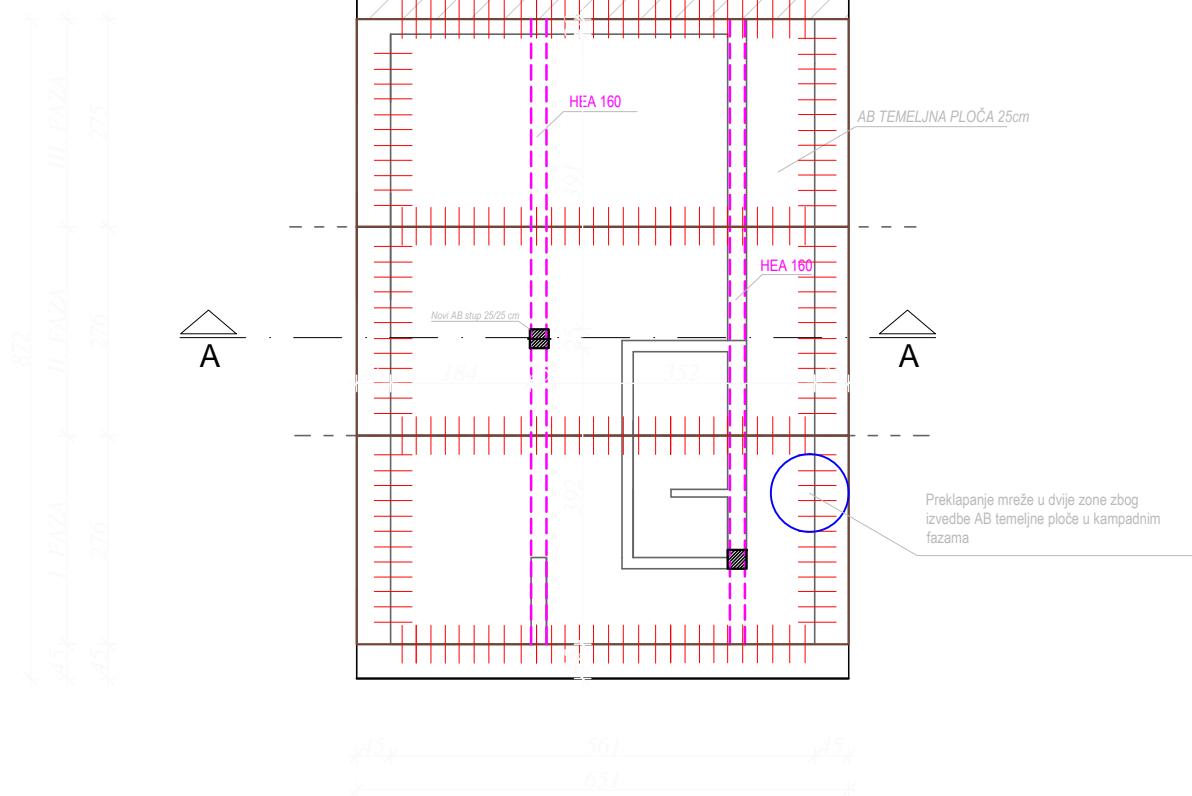 HEA 160
AB TEMELJNA PLOČA 25cm
III FAZA
275
391
HEA 160
Novi AB stup 25/25 cm
A
A
872
II FAZA
276
25
184
352
I FAZA
276
392
Preklapanje mreže u dvije zone zbog
izvedbe AB temeljne ploče u kampadnim
fazama
45
45
45
561
45
651